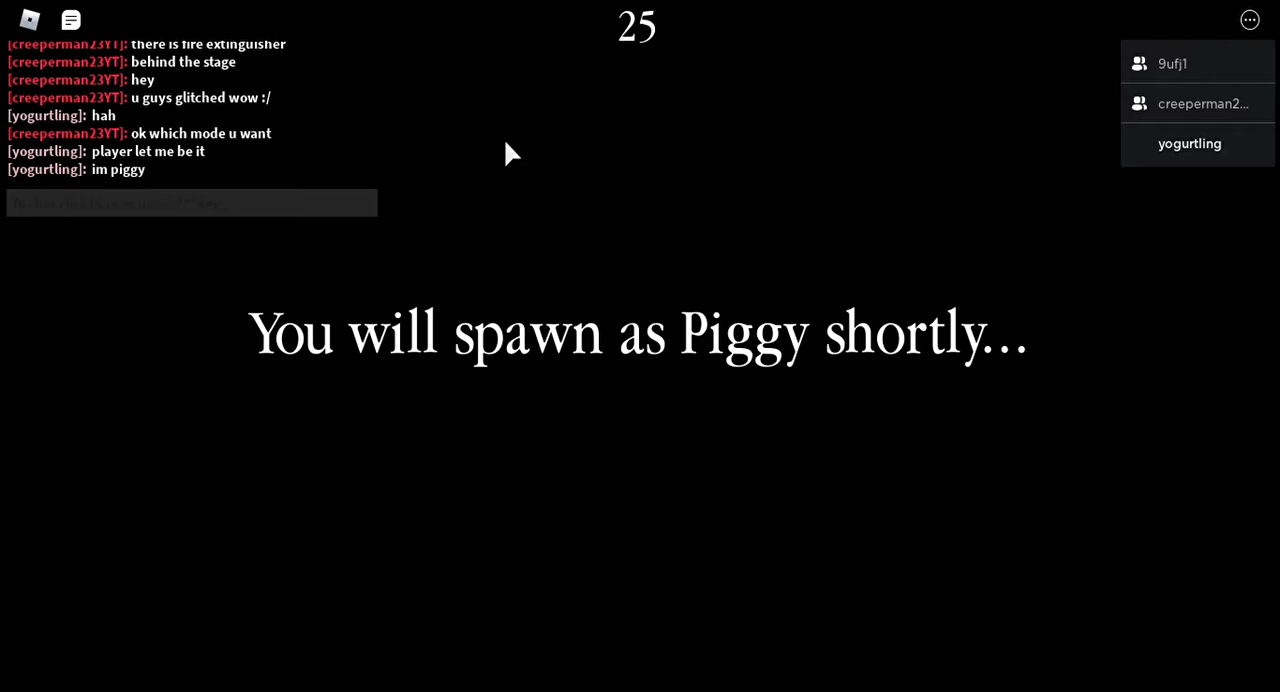 25
[creeperman23YT]: there is fire extinguisher
[creeperman23YT]: behind the stage
[creeperman23YT]: hey
[creeperman23YT]: u guys glitched wow :/
[yogurtling]: hah
[creeperman23YT]: ok which mode u want
[yogurtling]: player let me be it
[yogurtling]: im piggy
9ufj1
creeperman2...
yogurtling
You will spawn as Piggy shortly...